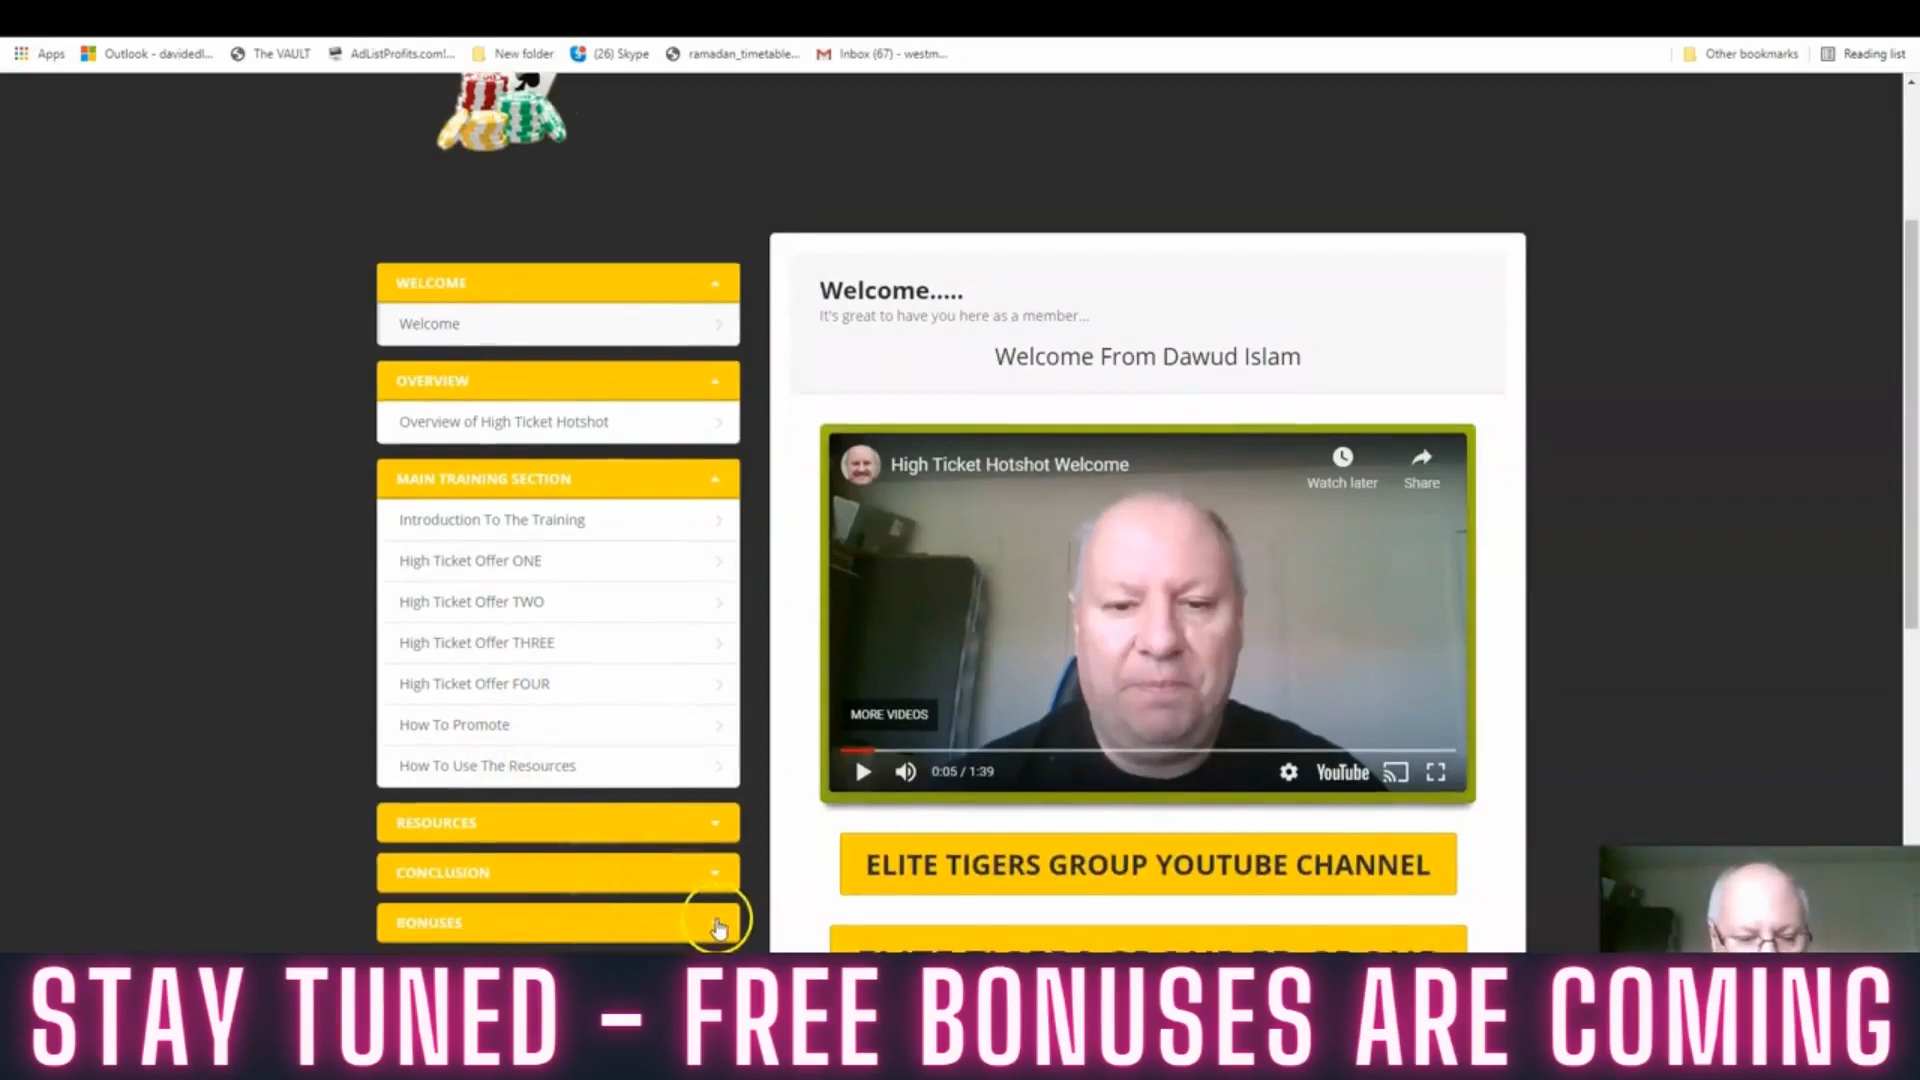 Apps
Outlook - davidedl...
The VAULT
AdListProfits.com!...
New folder
(26) Skype
ramadan_timetable...
Inbox (67) - westm...
Other bookmarks
Reading list
WELCOME
Welcome
OVERVIEW
Overview of High Ticket Hotshot
MAIN TRAINING SECTION
Introduction To The Training
High Ticket Offer ONE
High Ticket Offer TWO
High Ticket Offer THREE
High Ticket Offer FOUR
How To Promote
How To Use The Resources
RESOURCES
CONCLUSION
BONUSES
Welcome.....
It's great to have you here as a member...
Welcome From Dawud Islam
High Ticket Hotshot Welcome
Watch later
Share
MORE VIDEOS
0:05 / 1:39
YouTube
ELITE TIGERS GROUP YOUTUBE CHANNEL
STAY TUNED - FREE BONUSES ARE COMING